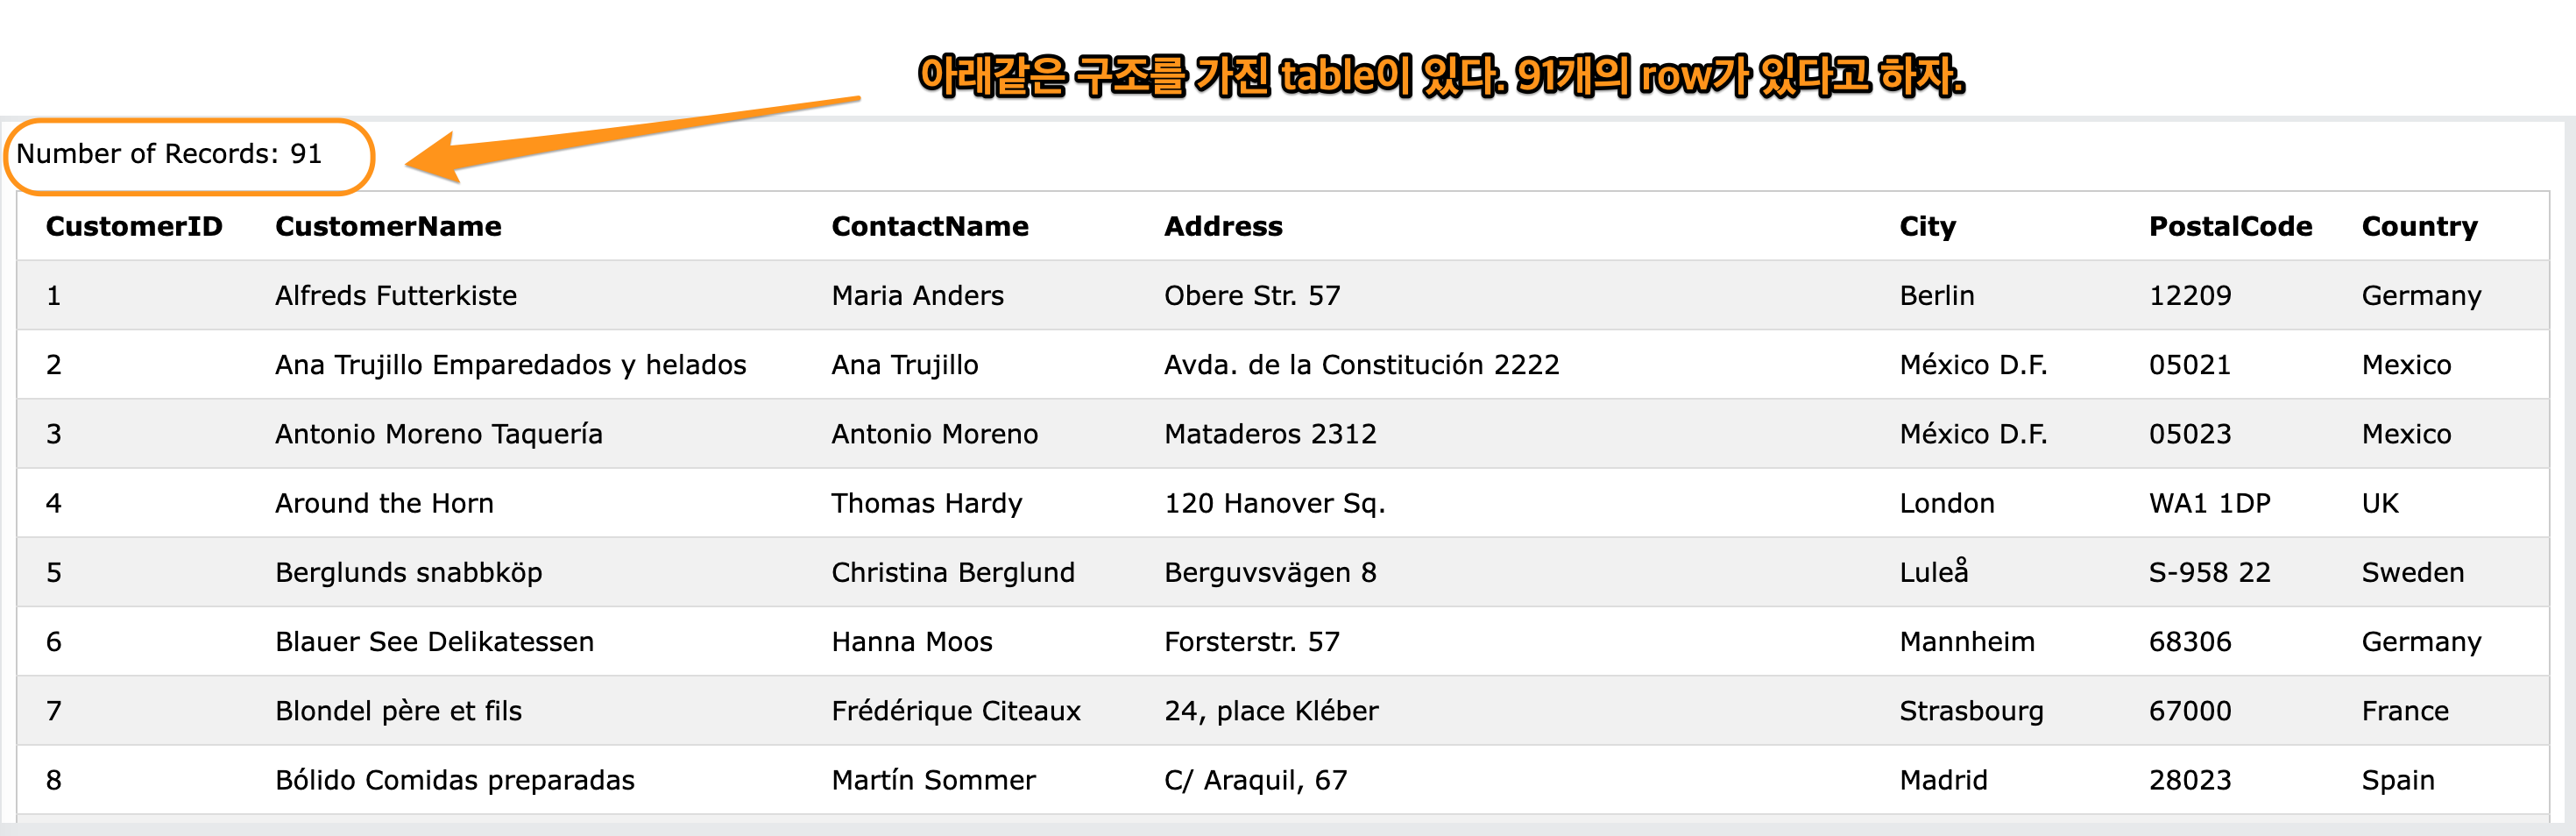 아래같은 구조를 가진 table이 있다. 91개의 row가 있다고 하자.
Number of Records: 91
CustomerID CustomerName ContactName Address City PostalCode Country
1 Alfreds Futterkiste Maria Anders Obere Str. 57 Berlin 12209 Germany
2 Ana Trujillo Emparedados y helados Ana Trujillo Avda. de la Constitución 2222 México D.F. 05021 Mexico
3 Antonio Moreno Taquería Antonio Moreno Mataderos 2312 México D.F. 05023 Mexico
4 Around the Horn Thomas Hardy 120 Hanover Sq. London WA1 1DP UK
5 Berglunds snabbköp Christina Berglund Berguvsvägen 8 Luleå S-958 22 Sweden
6 Blauer See Delikatessen Hanna Moos Forsterstr. 57 Mannheim 68306 Germany
7 Blondel père et fils Frédérique Citeaux 24, place Kléber Strasbourg 67000 France
8 Bólido Comidas preparadas Martín Sommer C/ Araquil, 67 Madrid 28023 Spain